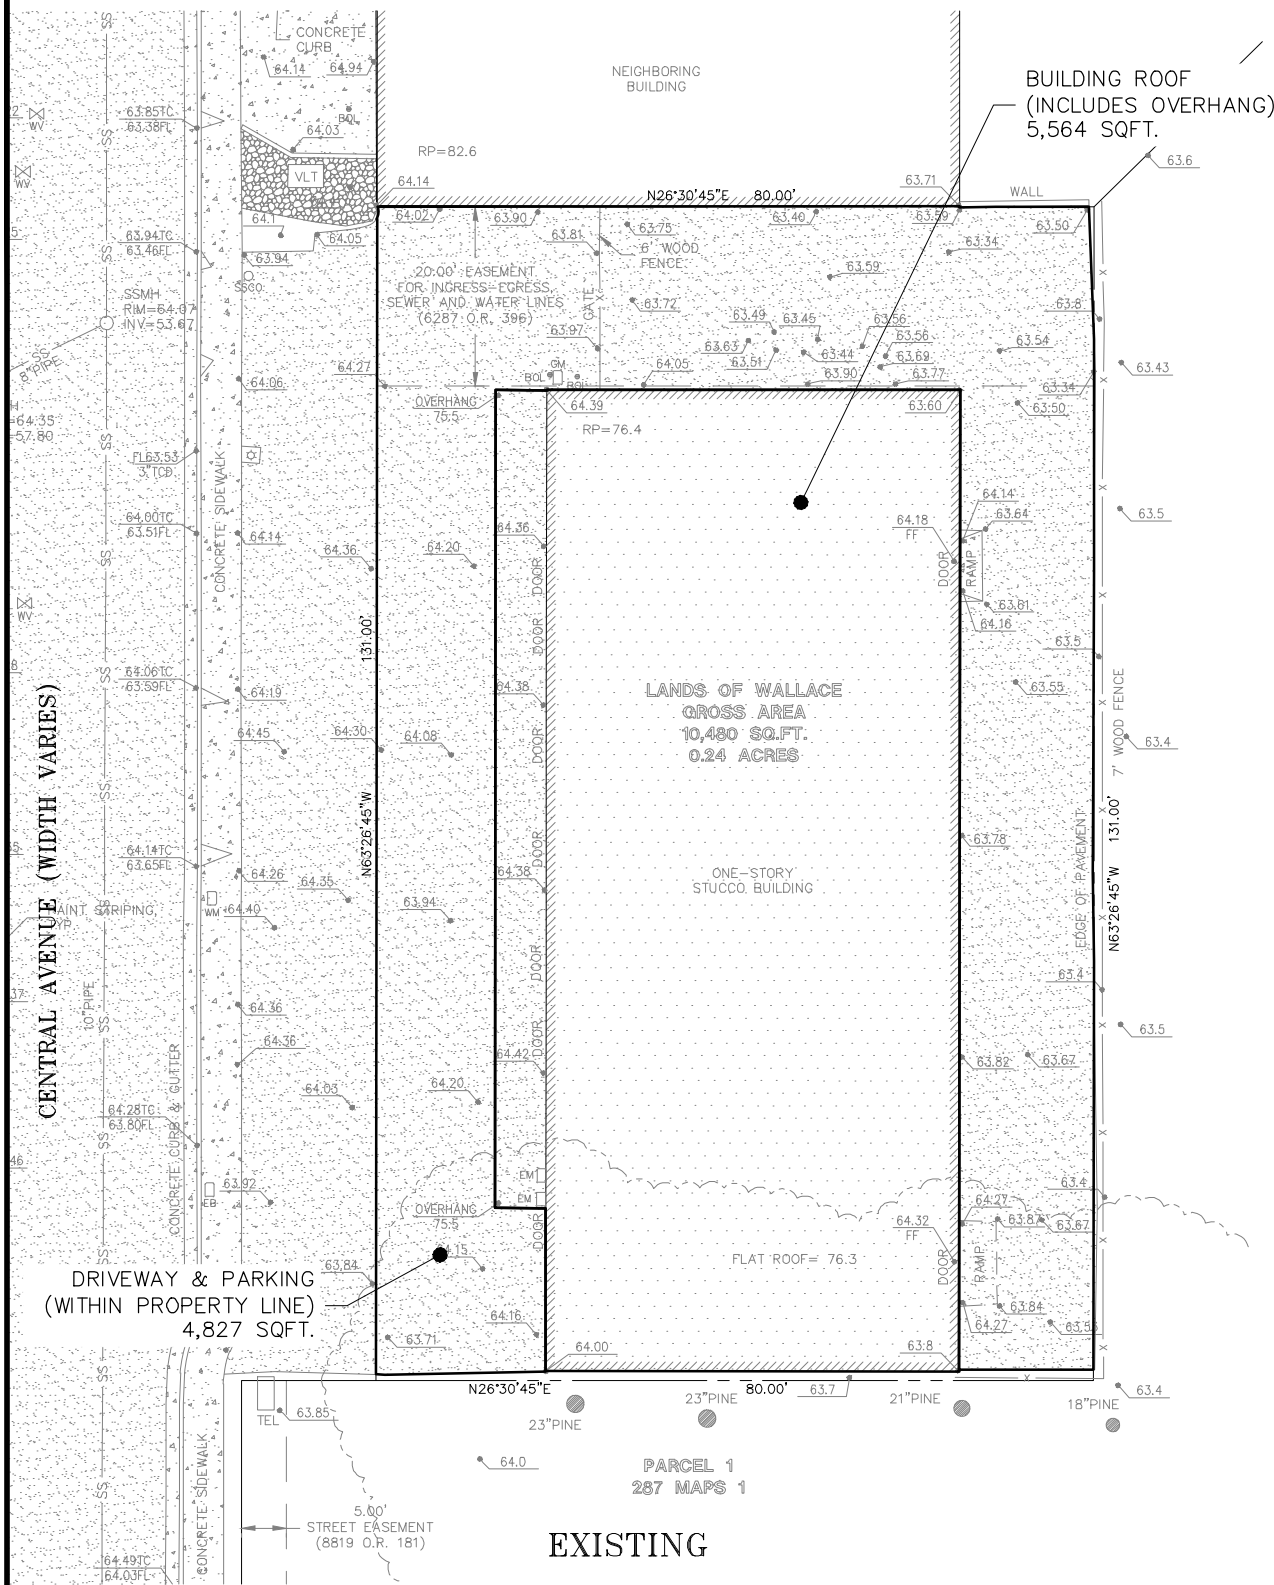 CONCRETE
CURB
64.14
64.94
NEIGHBORING
BUILDING
BUILDING ROOF
(INCLUDES OVERHANG)
5,564 SQFT.
WV
63.85TC
63.38FL
BOL
64.03
SS
RP=82.6
63.6
WV
VLT
64.14
63.71
WALL
N26°30'45"E 80.00'
64.1
64.02
63.90
63.40
63.59
63.50
64.05
63.75
63.81
63.94TC
63.46FL
63.94
6' WOOD
FENCE
63.34
SSCO
20.00' EASEMENT
FOR INGRESS-EGRESS,
SEWER AND WATER LINES
(6287 O.R. 396)
63.59
SSMH
RIM=64.07
INV=53.67
GATE
63.72
63.8
63.49
63.45
63.56
63.97
63.63
63.56
63.54
63.51
63.44
63.69
SS
8"PIPE
64.27
GM
BOL
BOL
64.05
63.90
63.77
63.43
64.06
63.34
OVERHANG
75.5
64.39
63.60
63.50
=64.35
=57.80
RP=76.4
FL63.53
3"TCD
CONCRETE SIDEWALK
64.00TC
63.51FL
64.14
64.36
64.20
64.36
64.18
FF
64.14
63.64
63.5
DOOR
DOOR
RAMP
WV
63.61
64.16
131.00'
DOOR
63.5
64.06TC
63.59FL
64.19
64.38
LANDS OF WALLACE
GROSS AREA
10,480 SQ.FT.
0.24 ACRES
63.55
64.45
64.30
64.08
DOOR
7' WOOD FENCE
63.4
CENTRAL AVENUE (WIDTH VARIES)
N63°26'45"W
131.00'
64.14TC
63.65FL
64.26
64.35
DOOR
64.38
ONE-STORY
STUCCO BUILDING
63.78
EDGE OF PAVEMENT
N63°26'45"W
PAINT STRIPING,
TYP.
WM
64.40
63.94
DOOR
63.4
10"PIPE
64.36
63.5
64.36
DOOR
64.42
63.82
63.67
CONCRETE CURB & GUTTER
64.03
64.20
64.28TC
63.80FL
63.92
EB
EM
EM
63.4
OVERHANG
75.5
DOOR
64.32
FF
64.27
63.87
63.67
FLAT ROOF= 76.3
DOOR
RAMP
DRIVEWAY & PARKING
(WITHIN PROPERTY LINE)
4,827 SQFT.
63.84
63.71
64.16
63.84
64.27
64.00
63.8
N26°30'45"E
80.00'
63.7
63.4
TEL
63.85
23"PINE
23"PINE
21"PINE
18"PINE
CONCRETE SIDEWALK
64.0
PARCEL 1
287 MAPS 1
5.00'
STREET EASEMENT
(8819 O.R. 181)
EXISTING
64.49TC
64.03FL